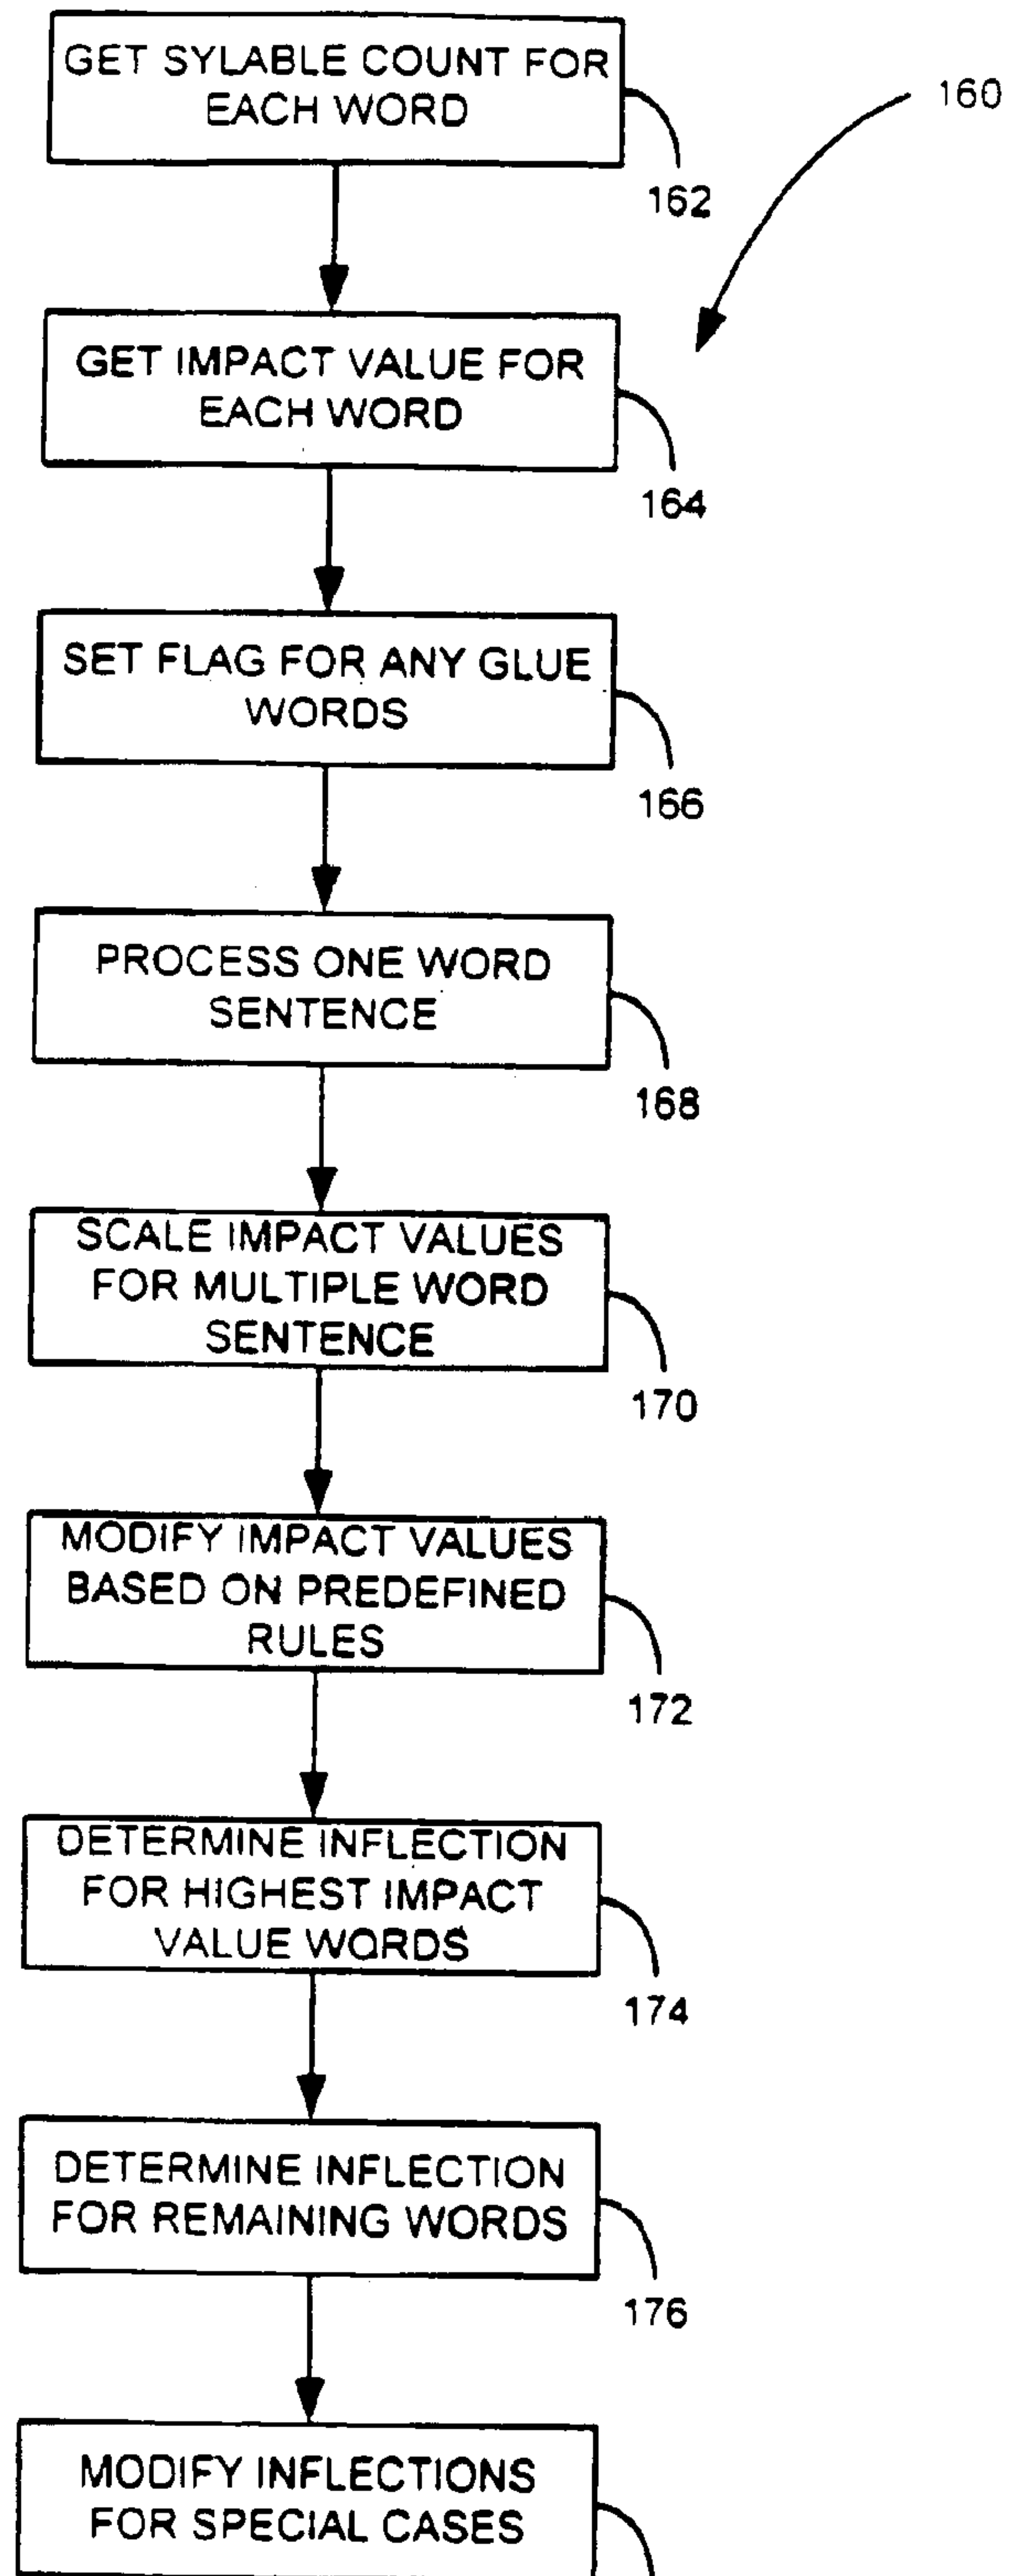 GET SYLABLE COUNT FOR
EACH WORD
160
162
GET IMPACT VALUE FOR
EACH WORD
164
SET FLAG FOR ANY GLUE
WORDS
166
PROCESS ONE WORD
SENTENCE
168
SCALE IMPACT VALUES
FOR MULTIPLE WORD
SENTENCE
170
MODIFY IMPACT VALUES
BASED ON PREDEFINED
RULES
172
DETERMINE INFLECTION
FOR HIGHEST IMPACT
VALUE WORDS
174
DETERMINE INFLECTION
FOR REMAINING WORDS
176
MODIFY INFLECTIONS
FOR SPECIAL CASES